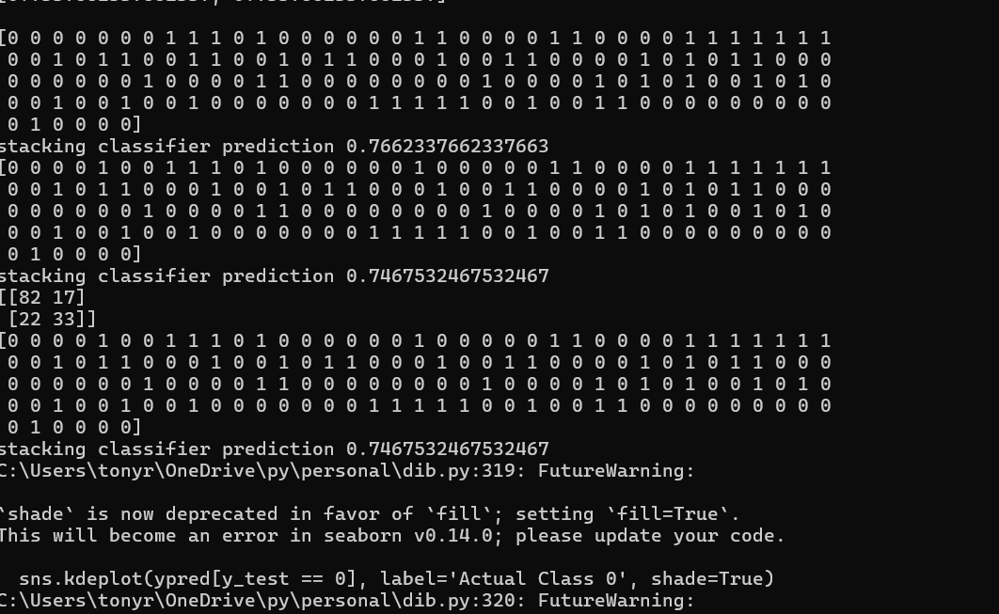 [0 0 0 0 0 0 0 1 1 1 0 1 0 0 0 0 0 0 1 1 0 0 0 0 1 1 0 0 0 0 1 1 1 1 1 1 1
0 0 1 0 1 1 0 0 1 1 0 0 1 0 1 1 0 0 0 1 0 0 1 1 0 0 0 0 1 0 1 0 1 1 0 0 0
0 0 0 0 0 0 1 0 0 0 0 1 1 0 0 0 0 0 0 0 0 1 0 0 0 0 1 0 1 0 1 0 0 1 0 1 0
0 0 1 0 0 1 0 0 1 0 0 0 0 0 0 0 1 1 1 1 1 0 0 1 0 0 1 1 0 0 0 0 0 0 0 0 0
0 1 0 0 0 0]
stacking classifier prediction 0.7662337662337663
[0 0 0 0 1 0 0 1 1 1 0 1 0 0 0 0 0 0 1 0 0 0 0 0 1 1 0 0 0 0 1 1 1 1 1 1 1
0 0 1 0 1 1 0 0 0 1 0 0 1 0 1 1 0 0 0 1 0 0 1 1 0 0 0 0 1 0 1 0 1 1 0 0 0
0 0 0 0 0 0 1 0 0 0 0 1 1 0 0 0 0 0 0 0 0 1 0 0 0 0 1 0 1 0 1 0 0 1 0 1 0
0 0 1 0 0 1 0 0 1 0 0 0 0 0 0 0 1 1 1 1 1 0 0 1 0 0 1 1 0 0 0 0 0 0 0 0 0
0 1 0 0 0 0]
stacking classifier prediction 0.7467532467532467
[[82 17]
[22 33]]
[0 0 0 0 1 0 0 1 1 1 0 1 0 0 0 0 0 0 1 0 0 0 0 0 1 1 0 0 0 0 1 1 1 1 1 1 1
0 0 1 0 1 1 0 0 0 1 0 0 1 0 1 1 0 0 0 1 0 0 1 1 0 0 0 0 1 0 1 0 1 1 0 0 0
0 0 0 0 0 0 1 0 0 0 0 1 1 0 0 0 0 0 0 0 0 1 0 0 0 0 1 0 1 0 1 0 0 1 0 1 0
0 0 1 0 0 1 0 0 1 0 0 0 0 0 0 0 1 1 1 1 1 0 0 1 0 0 1 1 0 0 0 0 0 0 0 0 0
0 1 0 0 0 0]
stacking classifier prediction 0.7467532467532467
C:\Users\tonyr\OneDrive\py\personal\dib.py:319: FutureWarning:
`shade` is now deprecated in favor of `fill`; setting `fill=True`.
This will become an error in seaborn v0.14.0; please update your code.
sns.kdeplot(ypred[y_test == 0], label='Actual Class 0', shade=True)
C:\Users\tonyr\OneDrive\py\personal\dib.py:320: FutureWarning: